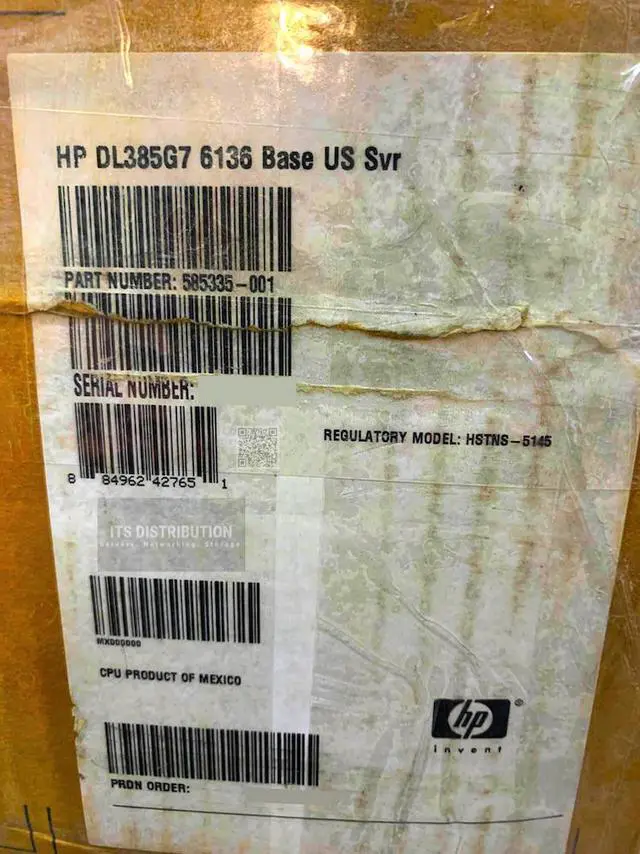 HP DL385G7 6136 Base US Svr
PART NUMBER: 585335-001
SERIAL NUMBER:
REGULATORY MODEL: HSTNS-5145
8 84962 42765 1
ITS DISTRIBUTION
Servers. Networking. Storage
MX000000
CPU PRODUCT OF MEXICO
hp®
invent
PRDN ORDER: